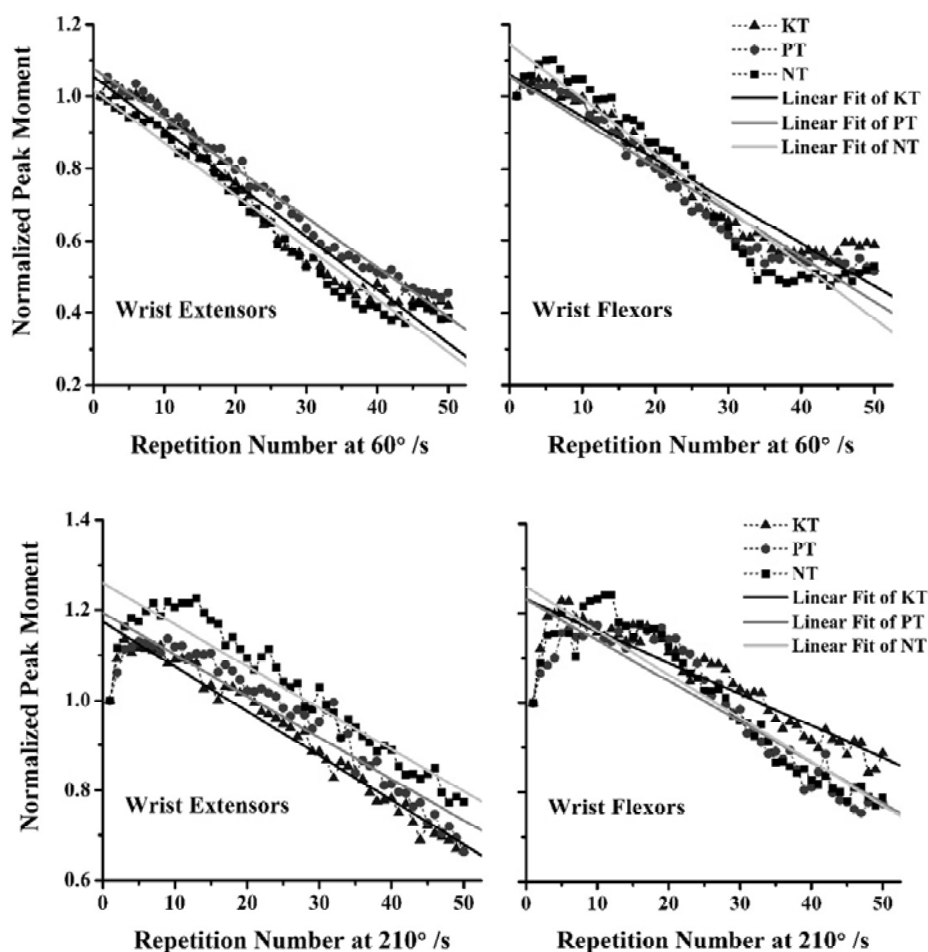 Normalized Peak Moment
1.2
1.0
0.8
0.6
0.4
0.2
Wrist Extensors
0 10 20 30 40 50
Repetition Number at 60° /s
KT
PT
NT
Linear Fit of KT
Linear Fit of PT
Linear Fit of NT
Wrist Flexors
0 10 20 30 40 50
Repetition Number at 60° /s
Normalized Peak Moment
1.4
1.2
1.0
0.8
0.6
Wrist Extensors
0 10 20 30 40 50
Repetition Number at 210° /s
KT
PT
NT
Linear Fit of KT
Linear Fit of PT
Linear Fit of NT
Wrist Flexors
0 10 20 30 40 50
Repetition Number at 210° /s